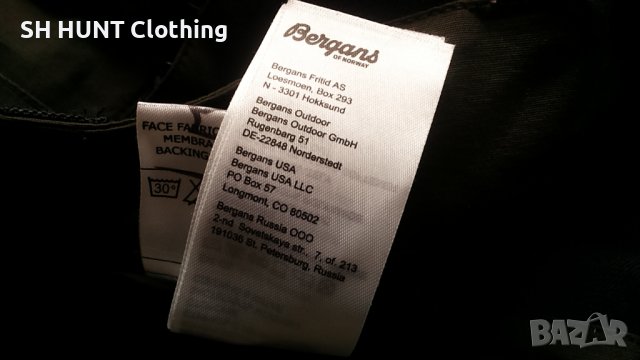 SH HUNT Clothing
Bergans
OF NORWAY
Bergans Fritid AS
Loesmoen, Box 293
N - 3301 Hokksund
Bergans Outdoor
Bergans Outdoor GmbH
Rugenbarg 51
DE-22848 Norderstedt
Bergans USA
Bergans USA LLC
PO Box 57
Longmont, CO 80502
Bergans Russia OOO
2-nd Sovetskaya str., 7, of. 213
191036 St. Petersburg, Russia
FACE FABRIC
MEMBRA
BACKING
30°
BAZAR